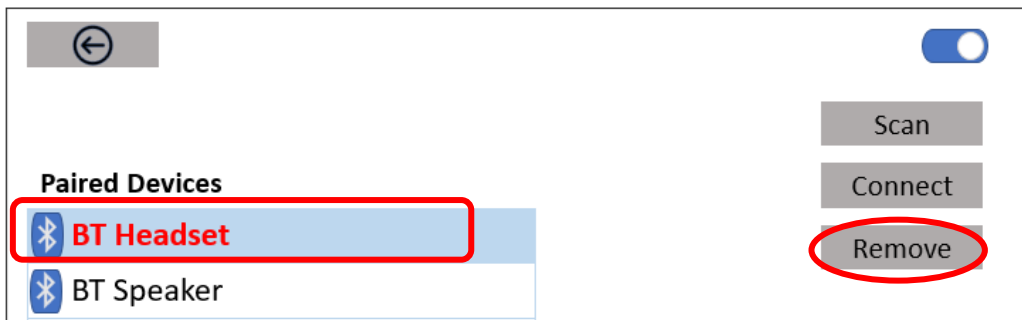 Scan
Paired Devices
Connect
BT Headset
Remove
BT Speaker